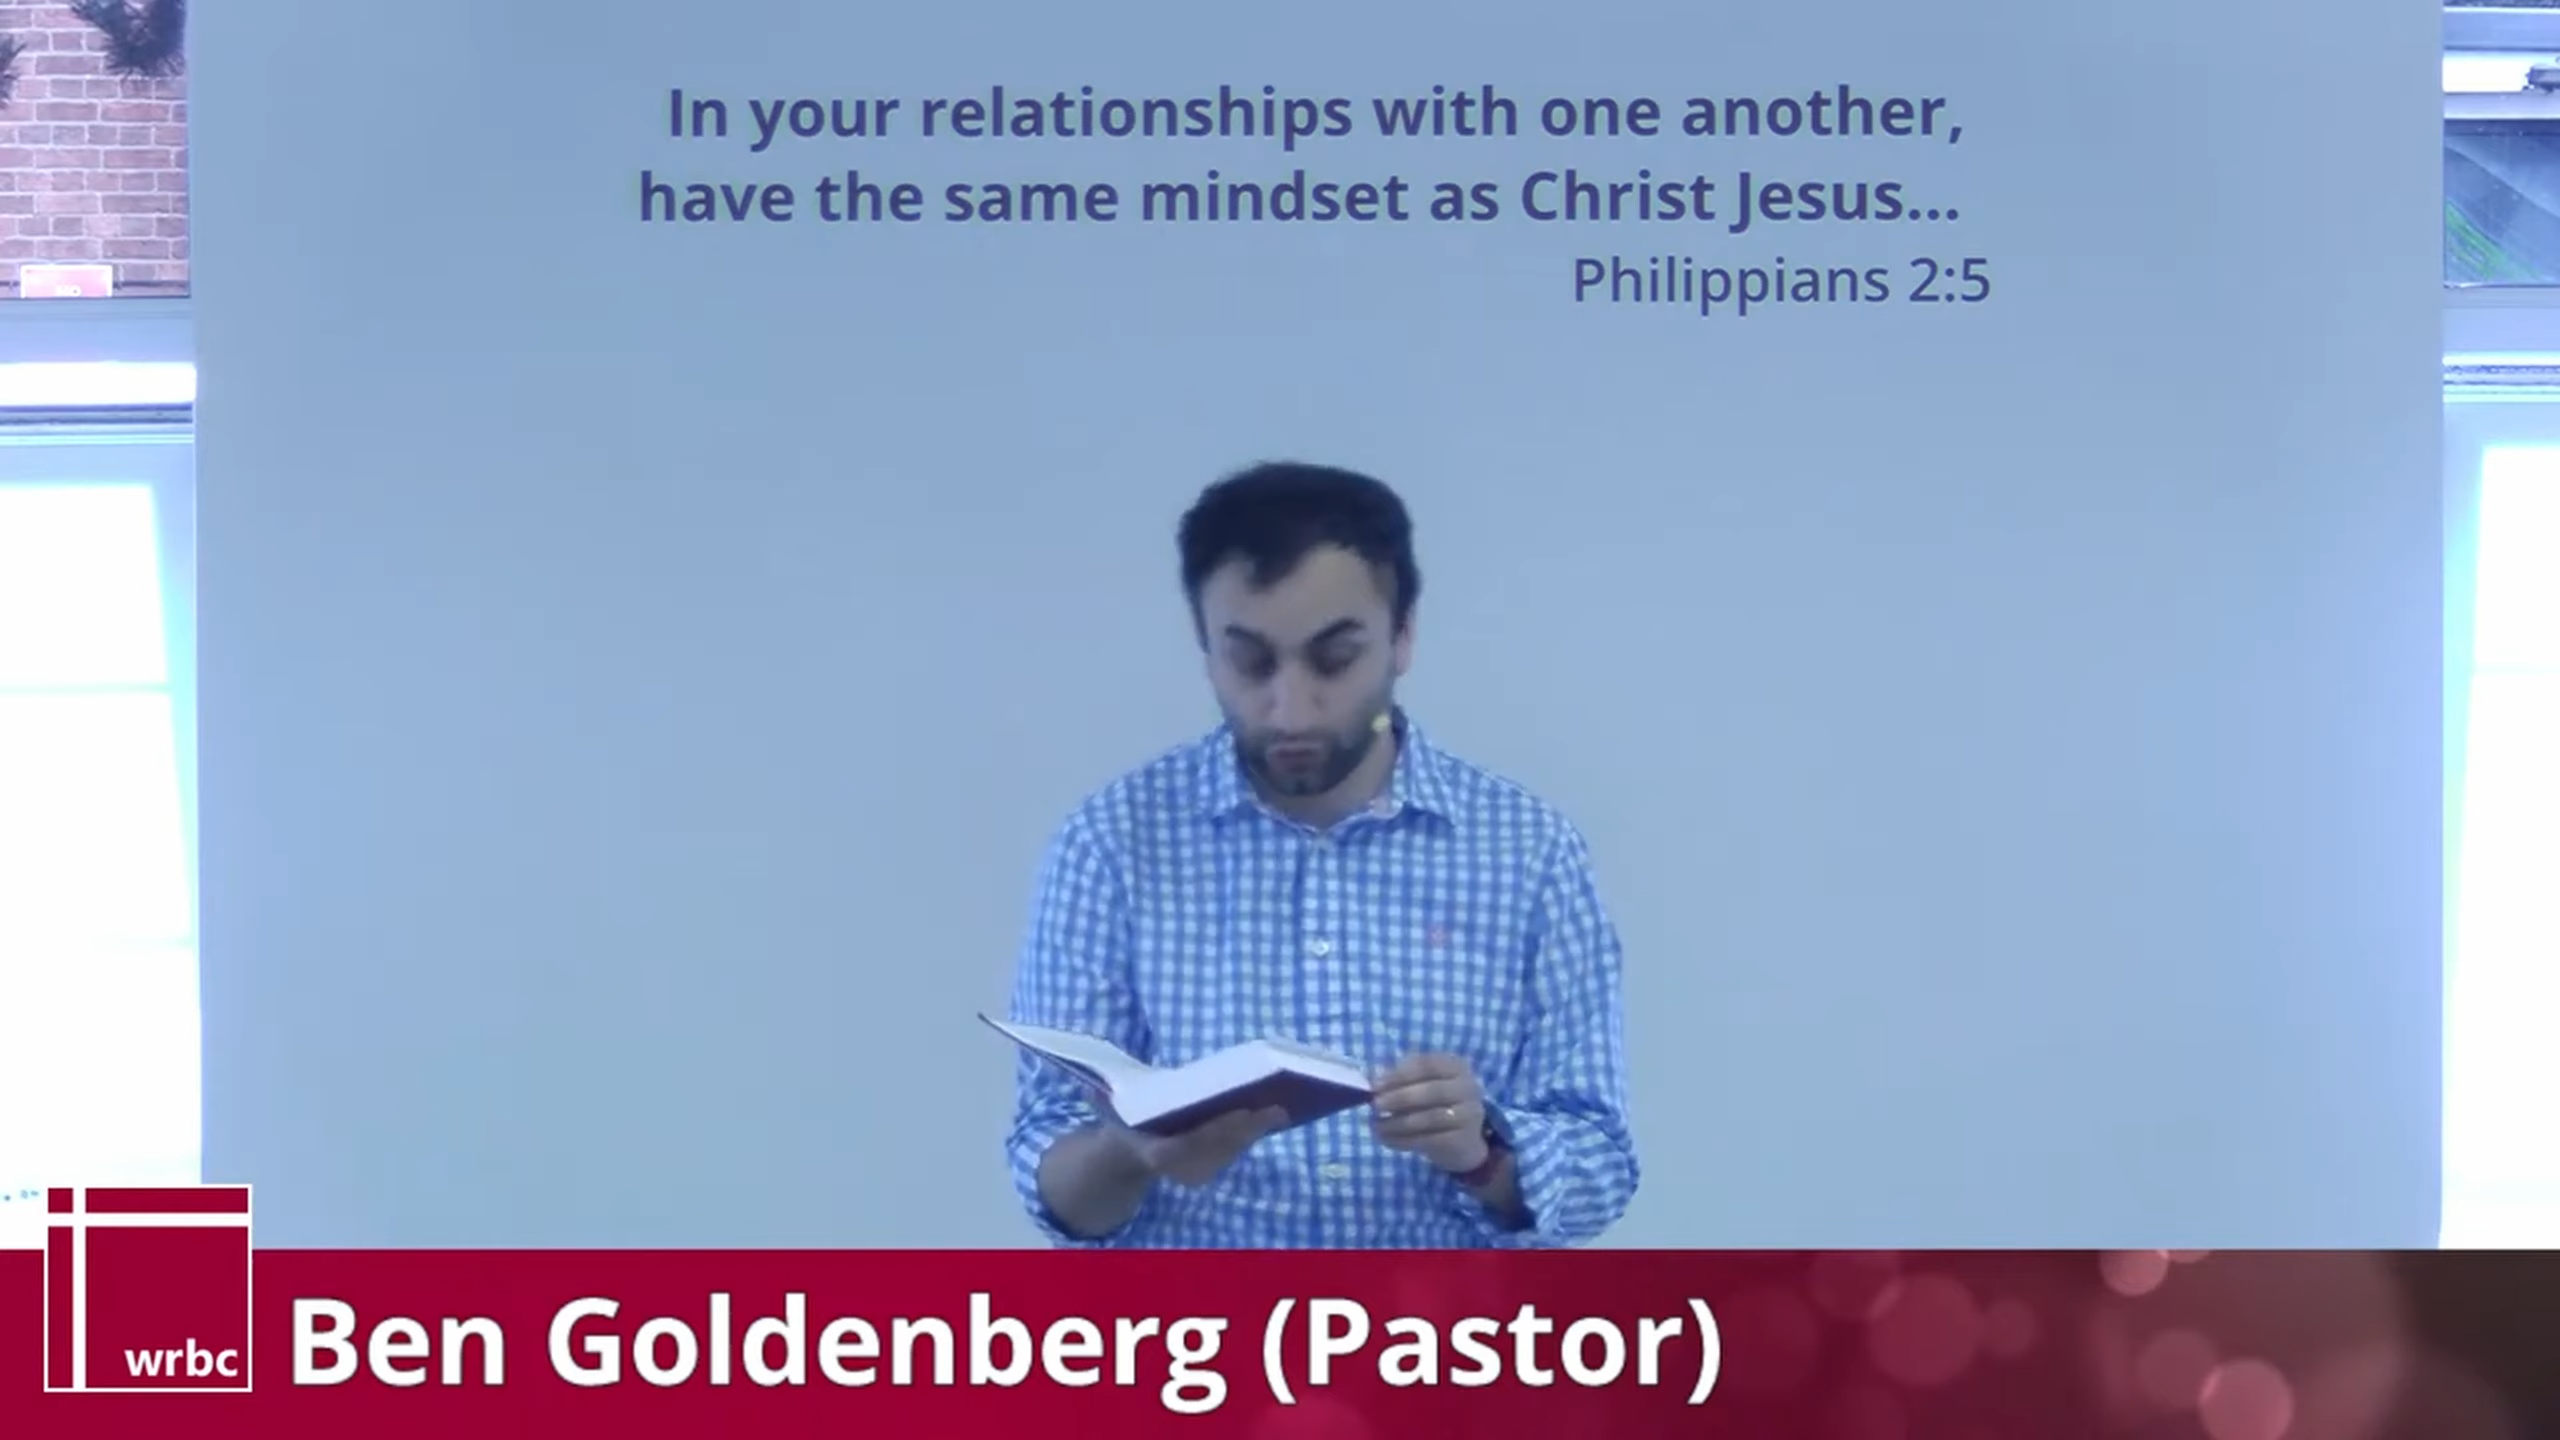 In your relationships with one another,
have the same mindset as Christ Jesus...
Philippians 2:5
wrbc
Ben Goldenberg (Pastor)